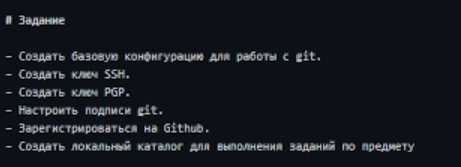 # Задание
- Создать базовую конфигурацию для работы с git.
- Создать ключ SSH.
- Создать ключ PGP.
- Настроить подписи git.
- Зарегистрироваться на Github.
- Создать локальный каталог для выполнения заданий по предмету